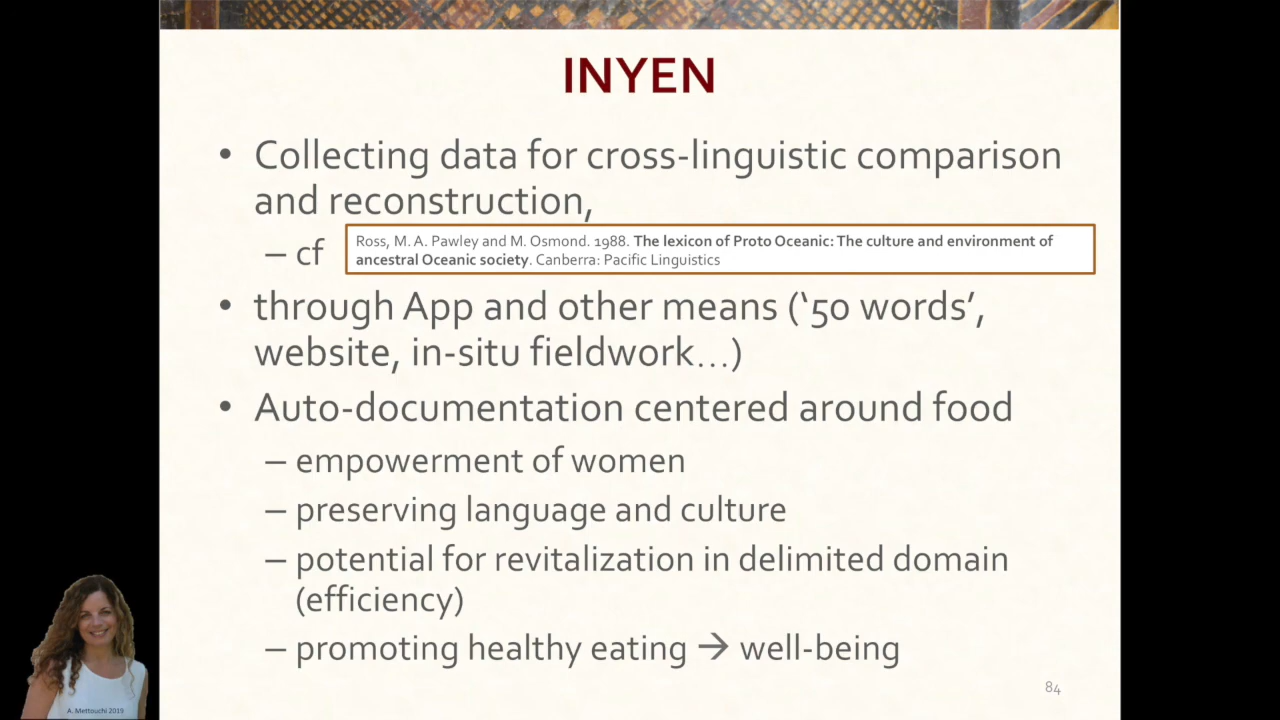 INYEN
• Collecting data for cross-linguistic comparison
and reconstruction,
– cf
Ross, M. A. Pawley and M. Osmond. 1988. The lexicon of Proto Oceanic: The culture and environment of
ancestral Oceanic society. Canberra: Pacific Linguistics
• through App and other means (‘50 words’,
website, in-situ fieldwork…)
• Auto-documentation centered around food
– empowerment of women
– preserving language and culture
– potential for revitalization in delimited domain
(efficiency)
– promoting healthy eating → well-being
84
A. Mettouchi 2019